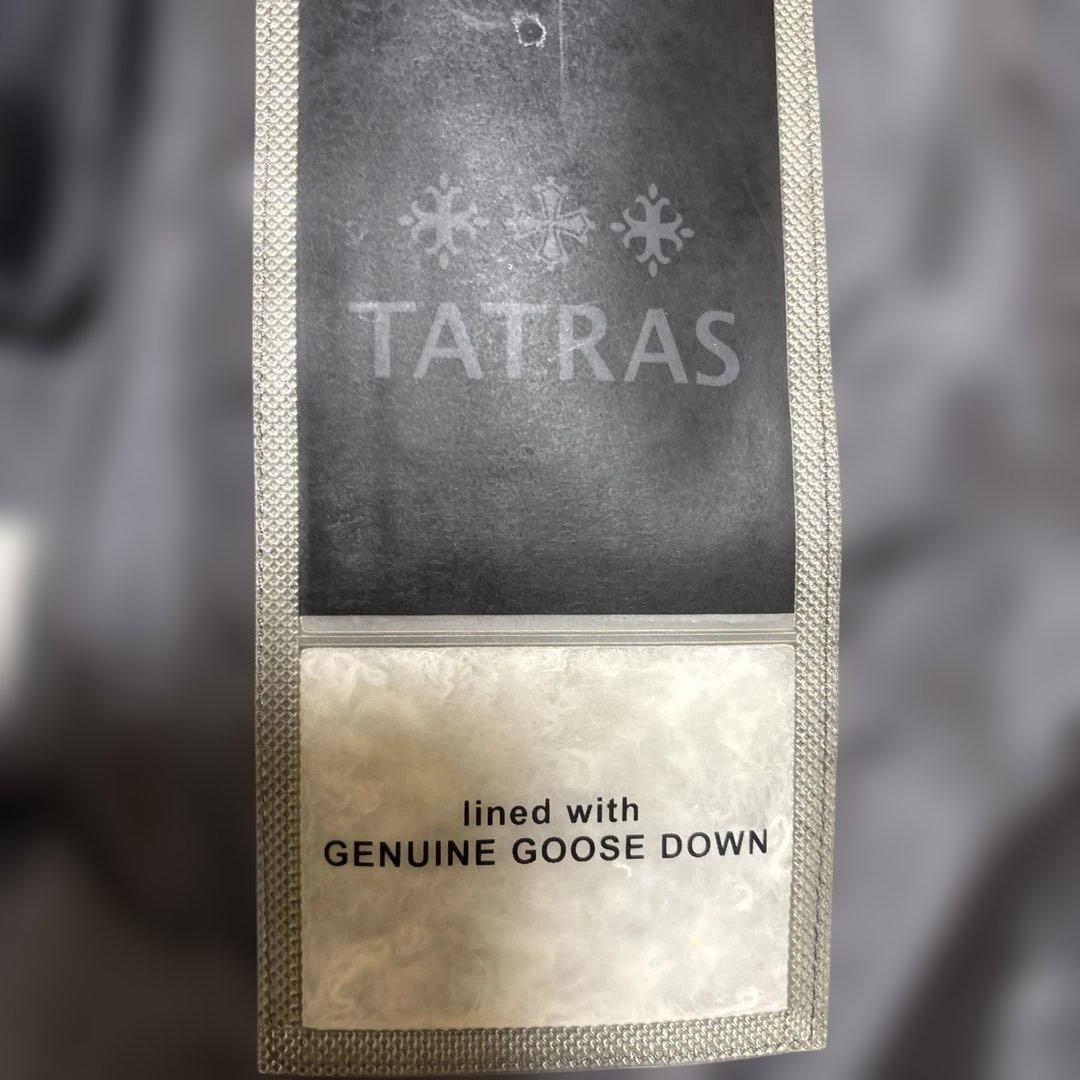 TATRAS
lined with
GENUINE GOOSE DOWN